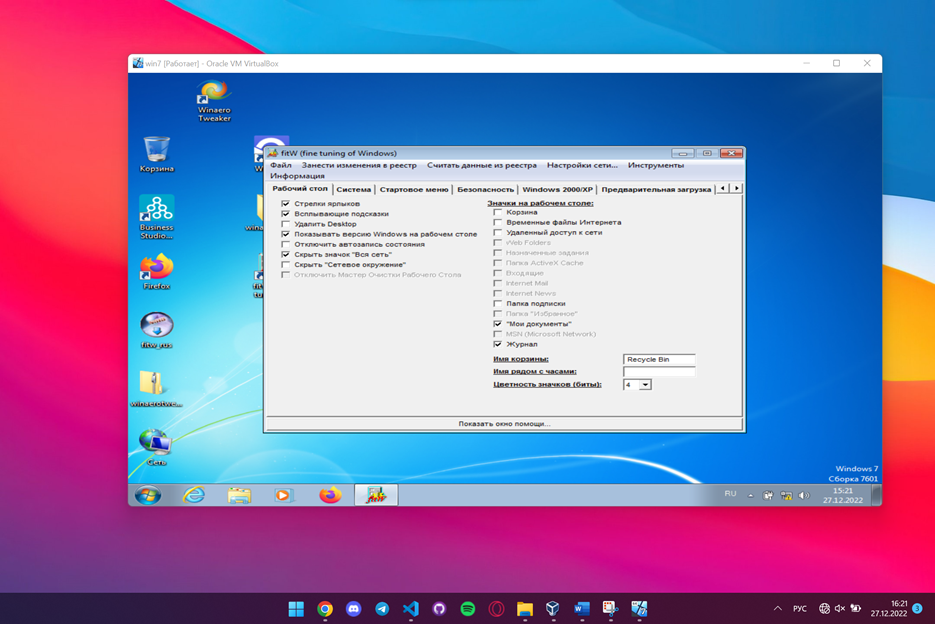 win7 [Работает] - Oracle VM VirtualBox
Winaero
Tweaker
Корзина
Business
Studio...
Firefox
fitw_rus
winaerotwe...
Сеть
fitW (fine tuning of Windows)
Файл Занести изменения в реестр Считать данные из реестра Настройки сети... Инструменты
Информация
Рабочий стол Система Стартовое меню Безопасность Windows 2000/XP Предварительная загрузка
Стрелки ярлыков
Всплывающие подсказки
Удалить Desktop
Показывать версию Windows на рабочем столе
Отключить автозапись состояния
Скрыть значок "Вся сеть"
Скрыть "Сетевое окружение"
Отключить Мастер Очистки Рабочего Стола
Значки на рабочем столе:
Корзина
Временные файлы Интернета
Удаленный доступ к сети
Web Folders
Назначенные задания
Папка ActiveX Cache
Входящие
Internet Mail
Internet News
Папка подписки
Папка "Избранное"
"Мои документы"
MSN (Microsoft Network)
Журнал
Имя корзины: Recycle Bin
Имя рядом с часами:
Цветность значков (биты): 4
Показать окно помощи...
Windows 7
Сборка 7601
RU
15:21
27.12.2022
РУС
16:21
27.12.2022
3